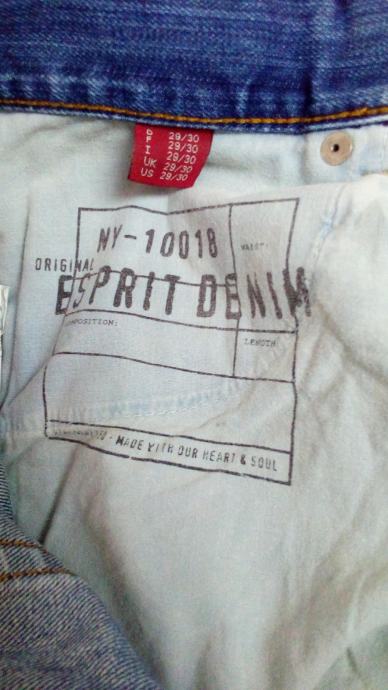 D 29/30
F 29/30
I 29/30
UK 29/30
US 29/30
NY-10018
WAIST:
ORIGINAL
ESPRIT DENIM
COMPOSITION:
LENGTH
- MADE WITH OUR HEART & SOUL